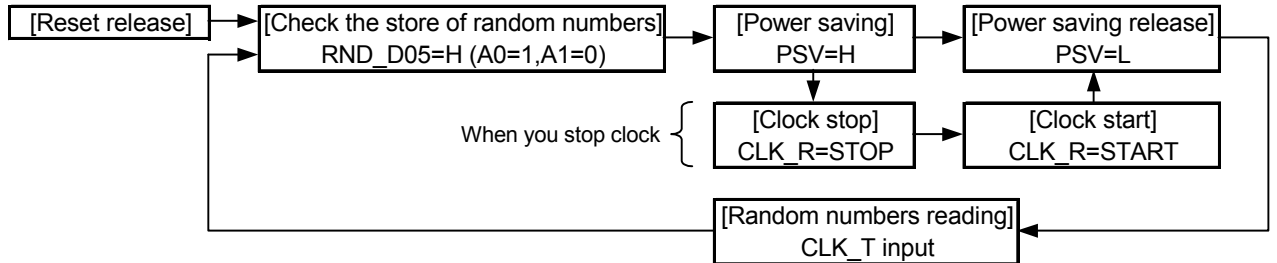 [Reset release]
[Check the store of random numbers]
RND_D05=H (A0=1,A1=0)
[Power saving]
PSV=H
[Power saving release]
PSV=L
When you stop clock
[Clock stop]
CLK_R=STOP
[Clock start]
CLK_R=START
[Random numbers reading]
CLK_T input